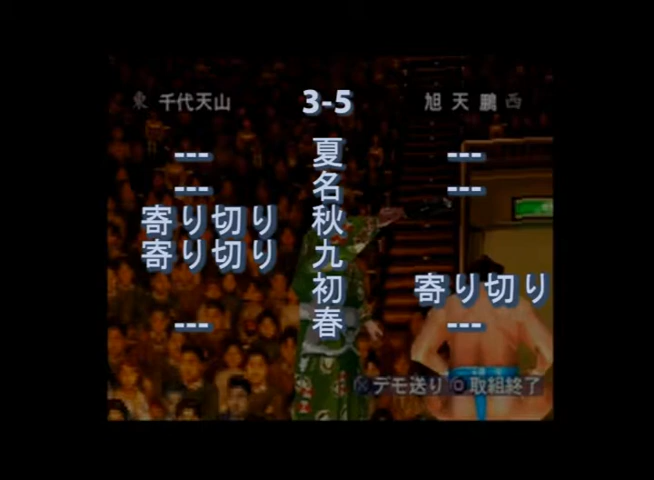 東 千代天山 3-5 旭天鵬 西
--- 夏 ---
--- 名 ---
寄り切り 秋
寄り切り 九
初 寄り切り
--- 春 ---
×デモ送り ○取組終了